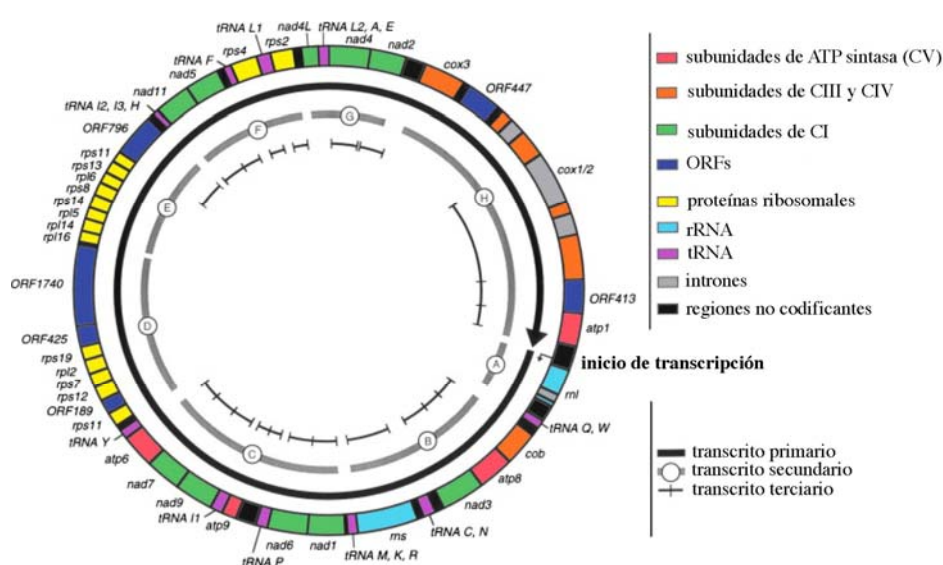 tRNA L1
nad4L
tRNA L2, A, E
rps4
rps2
nad4
nad2
tRNA F
cox3
nad5
ORF447
nad11
tRNA I2, I3, H
ORF796
cox1/2
rps11
rps13
rpl6
rps8
rps14
rpl5
rpl14
rpl16
ORF1740
ORF413
atp1
ORF425
rps19
rpl2
rps7
rps12
ORF189
rps11
tRNA Y
atp6
nad7
nad9
tRNA I1
atp9
tRNA P
nad6
nad1
tRNA M, K, R
rns
tRNA C, N
nad3
atp8
cob
tRNA Q, W
rnl
inicio de transcripción
A
B
C
D
E
F
G
H
subunidades de ATP sintasa (CV)
subunidades de CIII y CIV
subunidades de CI
ORFs
proteínas ribosomales
rRNA
tRNA
intrones
regiones no codificantes
transcrito primario
transcrito secundario
transcrito terciario